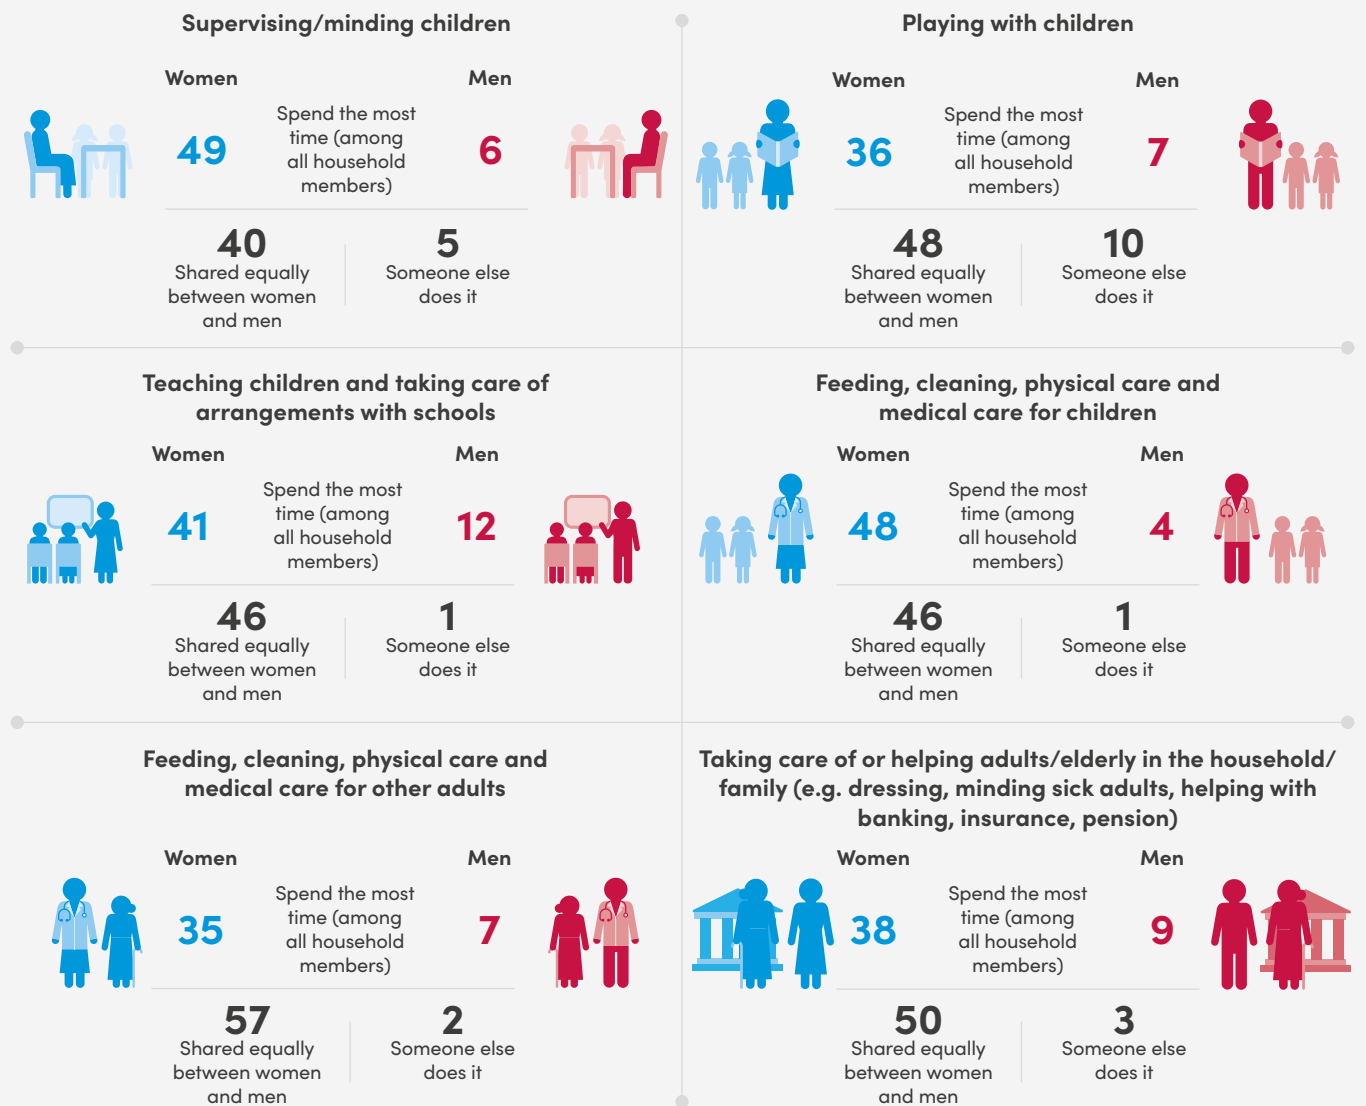 Supervising/minding children
Women
Men
49
Spend the most
time (among
all household
members)
6
40
Shared equally
between women
and men
5
Someone else
does it
Playing with children
Women
Men
36
Spend the most
time (among
all household
members)
7
48
Shared equally
between women
and men
10
Someone else
does it
Teaching children and taking care of
arrangements with schools
Women
Men
41
Spend the most
time (among
all household
members)
12
46
Shared equally
between women
and men
1
Someone else
does it
Feeding, cleaning, physical care and
medical care for children
Women
Men
48
Spend the most
time (among
all household
members)
4
46
Shared equally
between women
and men
1
Someone else
does it
Feeding, cleaning, physical care and
medical care for other adults
Women
Men
35
Spend the most
time (among
all household
members)
7
57
Shared equally
between women
and men
2
Someone else
does it
Taking care of or helping adults/elderly in the household/
family (e.g. dressing, minding sick adults, helping with
banking, insurance, pension)
Women
Men
38
Spend the most
time (among
all household
members)
9
50
Shared equally
between women
and men
3
Someone else
does it